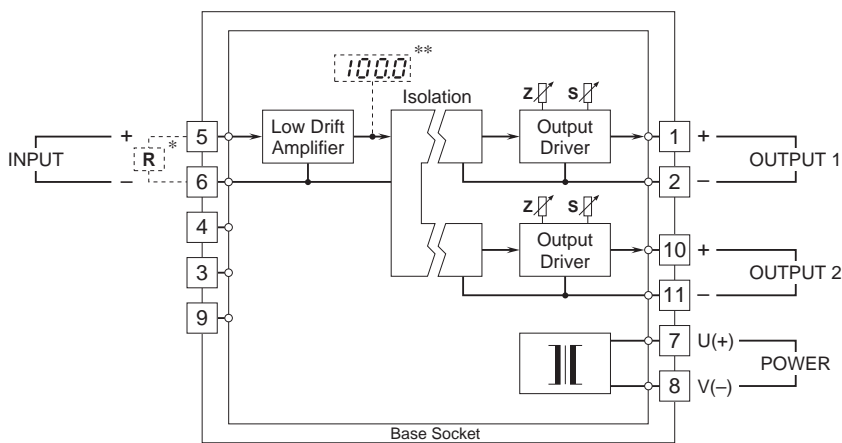 100.0 **
Isolation
Z S
+ 5 Low Drift Amplifier Output Driver 1 +
INPUT R * OUTPUT 1
– 6 2 –
4 Z S
Output Driver 10 +
3 OUTPUT 2
9 11 –
7 U(+)
POWER
8 V(–)
Base Socket